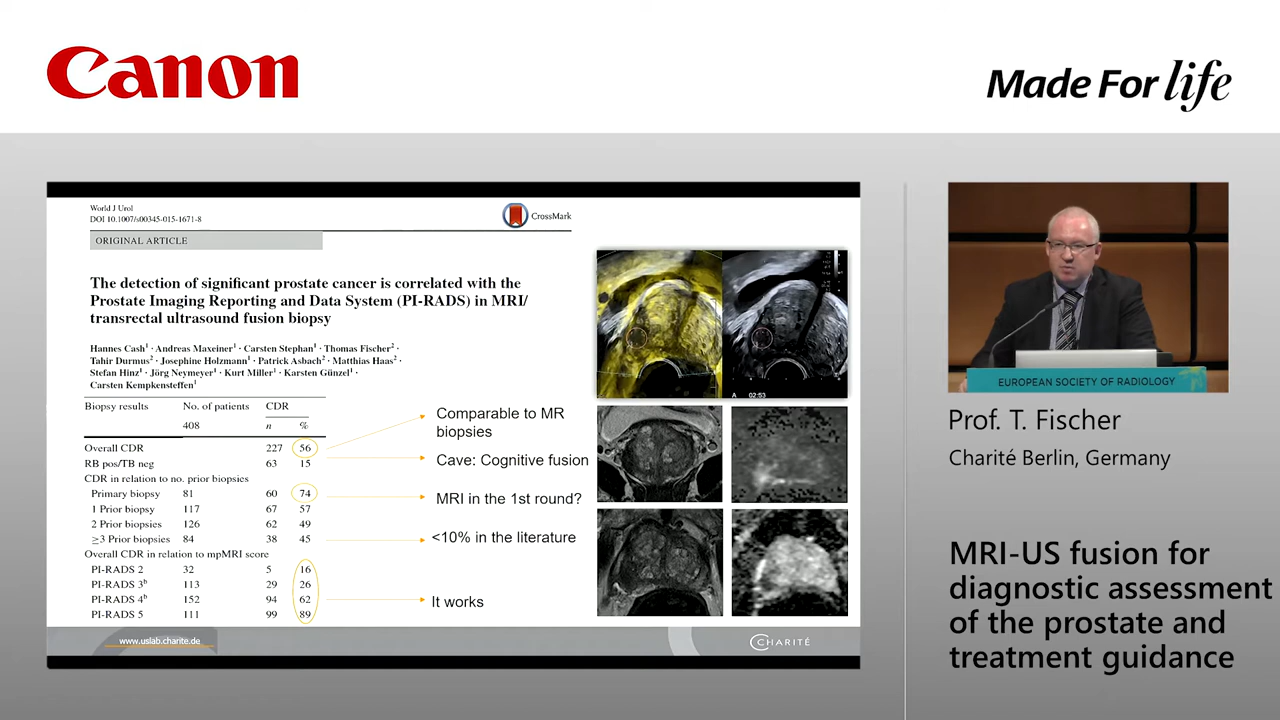 Canon
Made For life
World J Urol
DOI 10.1007/s00345-015-1671-8
CrossMark
ORIGINAL ARTICLE
The detection of significant prostate cancer is correlated with the
Prostate Imaging Reporting and Data System (PI-RADS) in MRI/
transrectal ultrasound fusion biopsy
Hannes Cash¹ · Andreas Maxeiner¹ · Carsten Stephan¹ · Thomas Fischer² ·
Tahir Durmus² · Josephine Holzmann¹ · Patrick Asbach² · Matthias Haas² ·
Stefan Hinz¹ · Jörg Neymeyer¹ · Kurt Miller¹ · Karsten Günzel¹ ·
Carsten Kempkensteffen¹
Biopsy results No. of patients CDR
408 n %
Overall CDR 227 56
RB pos/TB neg 63 15
CDR in relation to no. prior biopsies
Primary biopsy 81 60 74
1 Prior biopsy 117 67 57
2 Prior biopsies 126 62 49
≥3 Prior biopsies 84 38 45
Overall CDR in relation to mpMRI score
PI-RADS 2 32 5 16
PI-RADS 3ᵇ 113 29 26
PI-RADS 4ᵇ 152 94 62
PI-RADS 5 111 99 89
Comparable to MR
biopsies
Cave: Cognitive fusion
MRI in the 1st round?
<10% in the literature
It works
A 02:53
www.uslab.charite.de
CHARITÉ
EUROPEAN SOCIETY OF RADIOLOGY
Prof. T. Fischer
Charité Berlin, Germany
MRI-US fusion for
diagnostic assessment
of the prostate and
treatment guidance